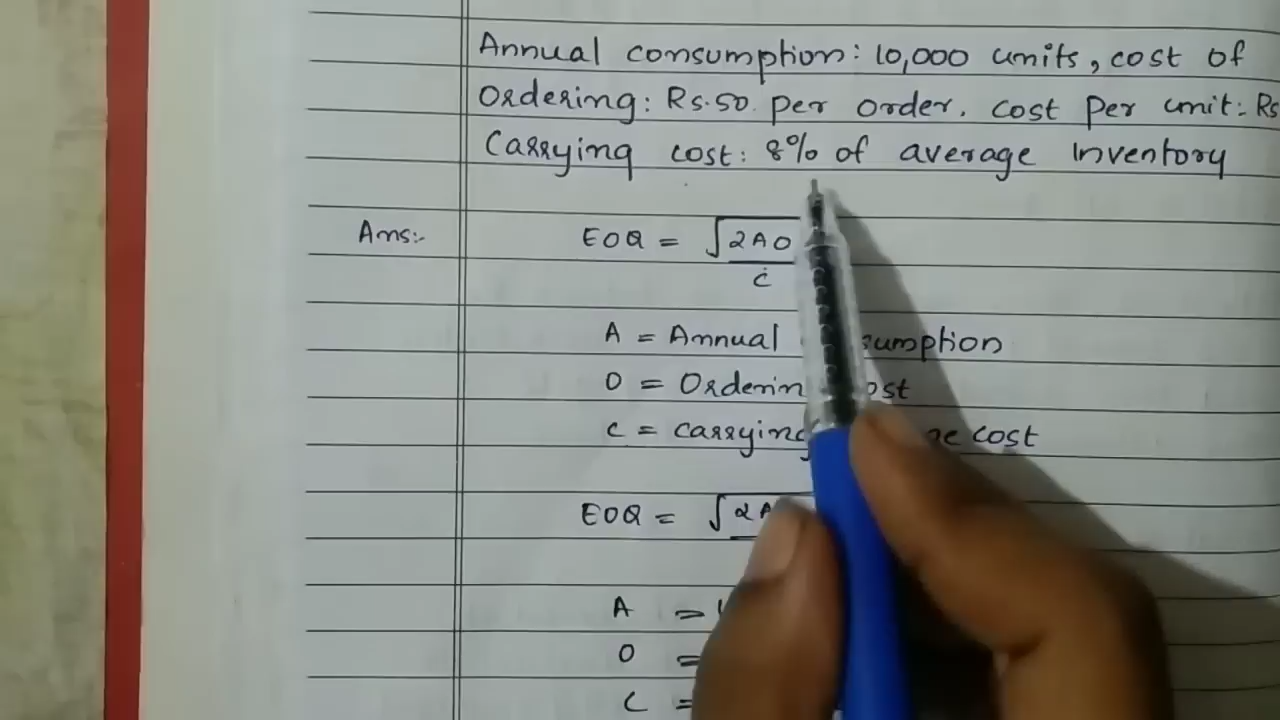 Annual consumption: 10,000 units, cost of
Ordering: Rs.50. per order. cost per unit: Rs
Carrying cost: 8% of average Inventory
Ans:-
EOQ = √2AO
C
A = Annual sumption
O = Orderin ost
C = carrying cost
EOQ = √2A
A =
O =
C =